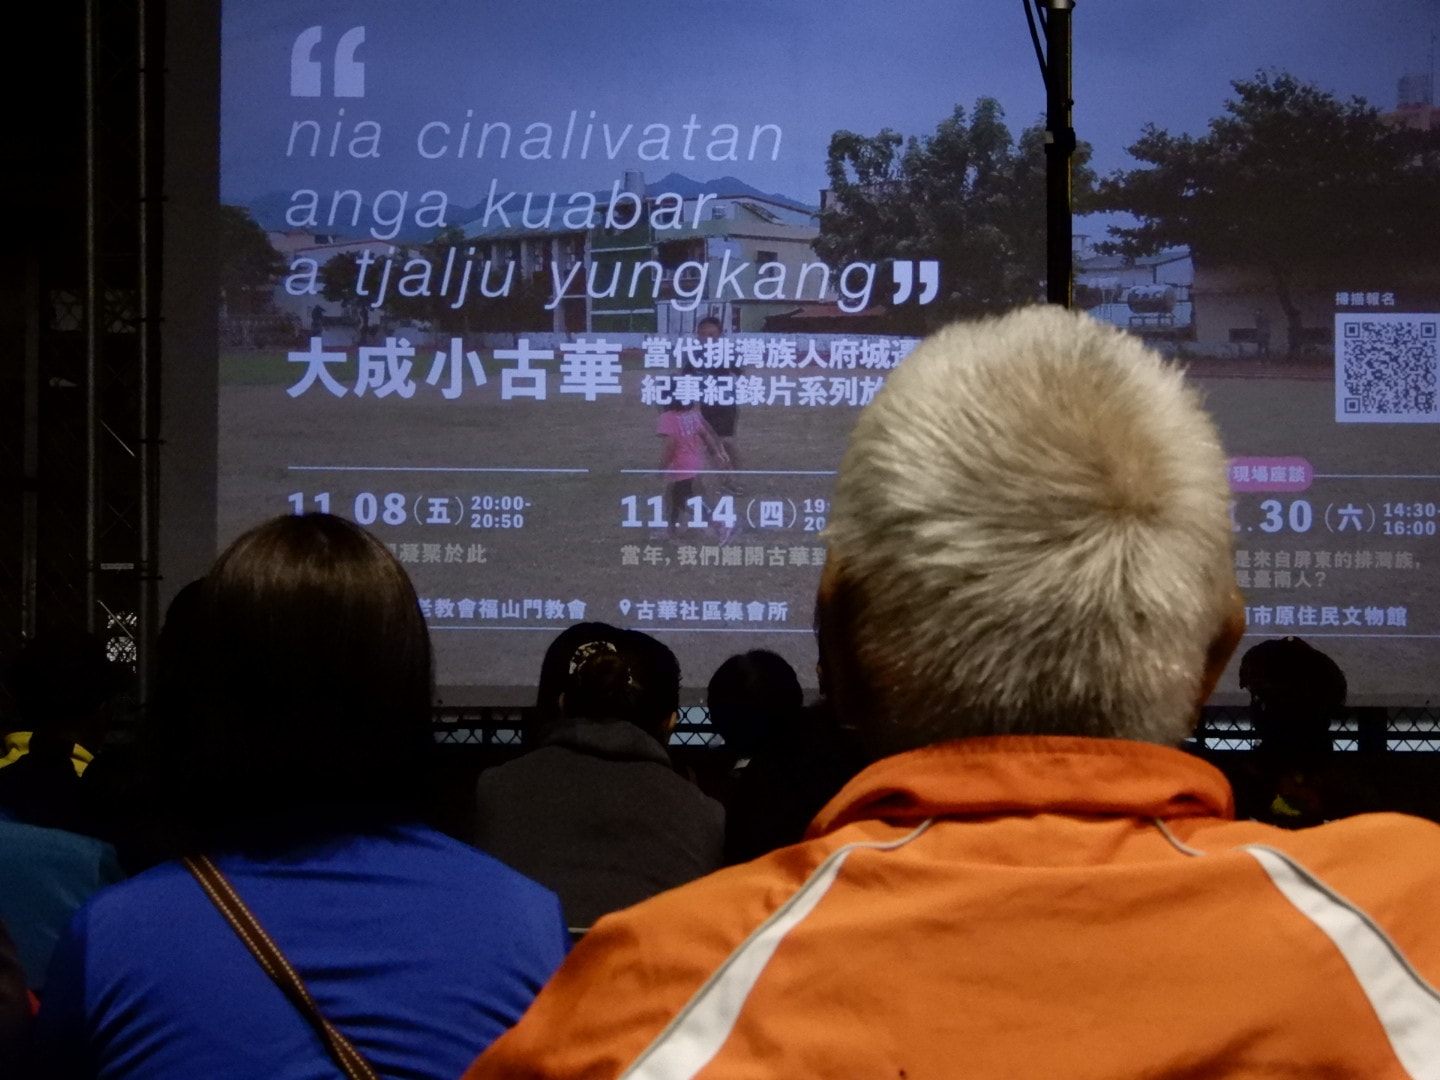 “
nia cinalivatan
anga kuabar
a tjalju yungkang”
大成小古華
當代排灣族人府城
紀事紀錄片系列放
掃描報名
11.08(五) 20:00-
20:50
凝聚於此
老教會福山門教會
11.14(四) 19
20
當年,我們離開古華
古華社區集會所
現場座談
.30(六) 14:30-
16:00
是來自屏東的排灣族,
是臺南人?
市原住民文物館